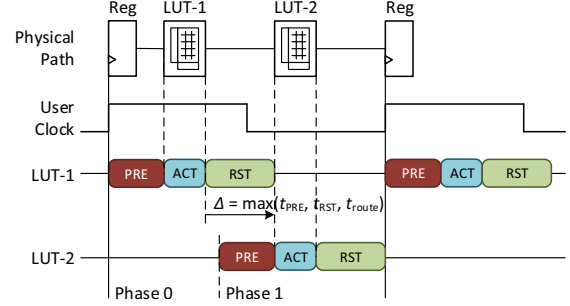 Reg LUT-1 LUT-2 Reg
Physical
Path
User
Clock
LUT-1 PRE ACT RST PRE ACT RST
Δ = max(tPRE, tRST, troute)
LUT-2 PRE ACT RST
Phase 0 Phase 1